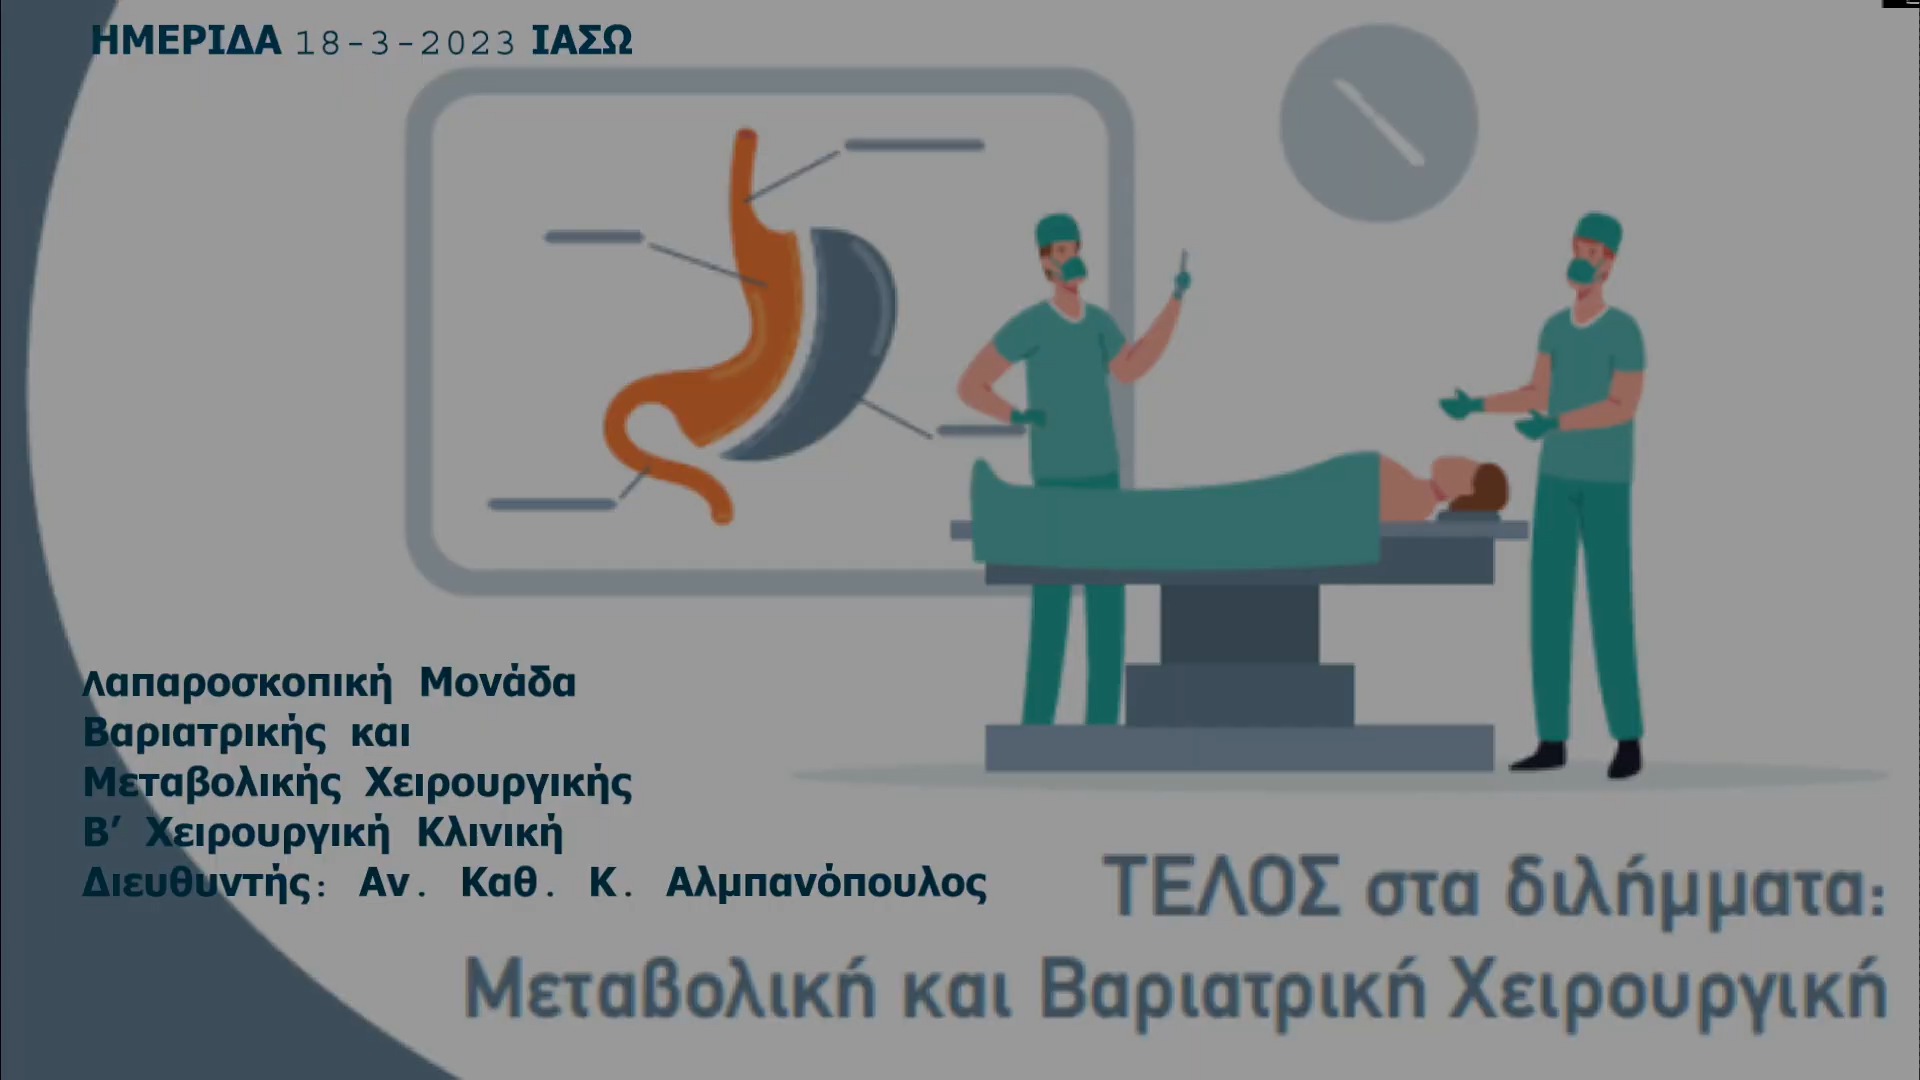 ΗΜΕΡΙΔΑ 18-3-2023 ΙΑΣΩ
Λαπαροσκοπική Μονάδα
Βαριατρικής και
Μεταβολικής Χειρουργικής
Β’ Χειρουργική Κλινική
Διευθυντής: Αν. Καθ. Κ. Αλμπανόπουλος
ΤΕΛΟΣ στα διλήμματα:
Μεταβολική και Βαριατρική Χειρουργική